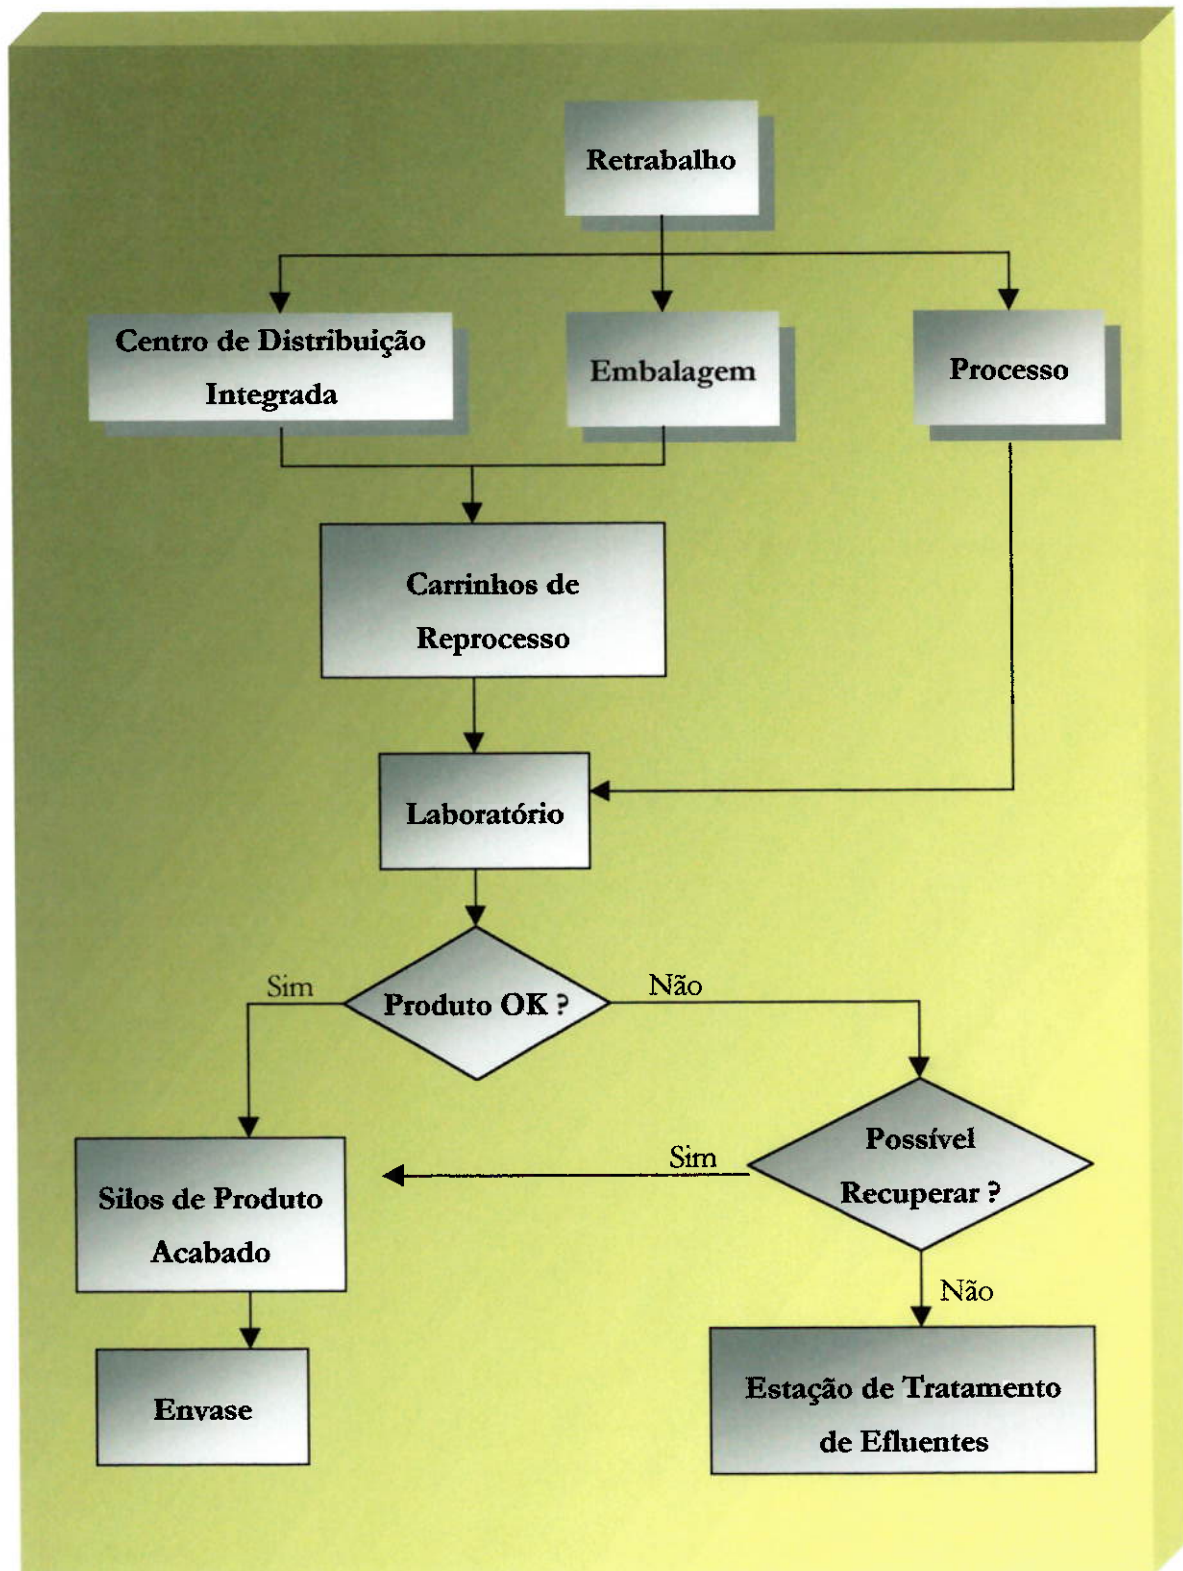 Retrabalho
Centro de Distribuição
Integrada
Embalagem
Processo
Carrinhos de
Reprocesso
Laboratório
Sim
Produto OK ?
Não
Possível
Recuperar ?
Sim
Silos de Produto
Acabado
Não
Envase
Estação de Tratamento
de Efluentes